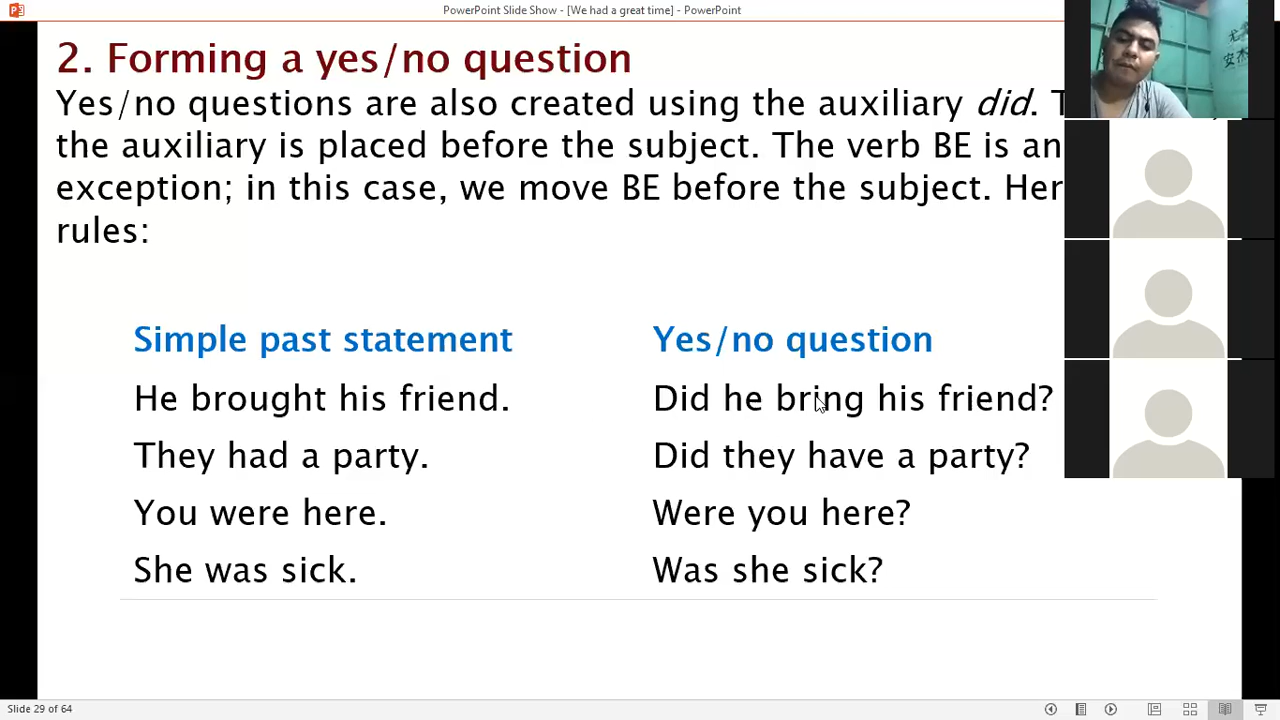 PowerPoint Slide Show - [We had a great time] - PowerPoint
2. Forming a yes/no question
Yes/no questions are also created using the auxiliary did.
the auxiliary is placed before the subject. The verb BE is an
exception; in this case, we move BE before the subject.
rules:
Simple past statement Yes/no question
He brought his friend. Did he bring his friend?
They had a party. Did they have a party?
You were here. Were you here?
She was sick. Was she sick?
Slide 29 of 64